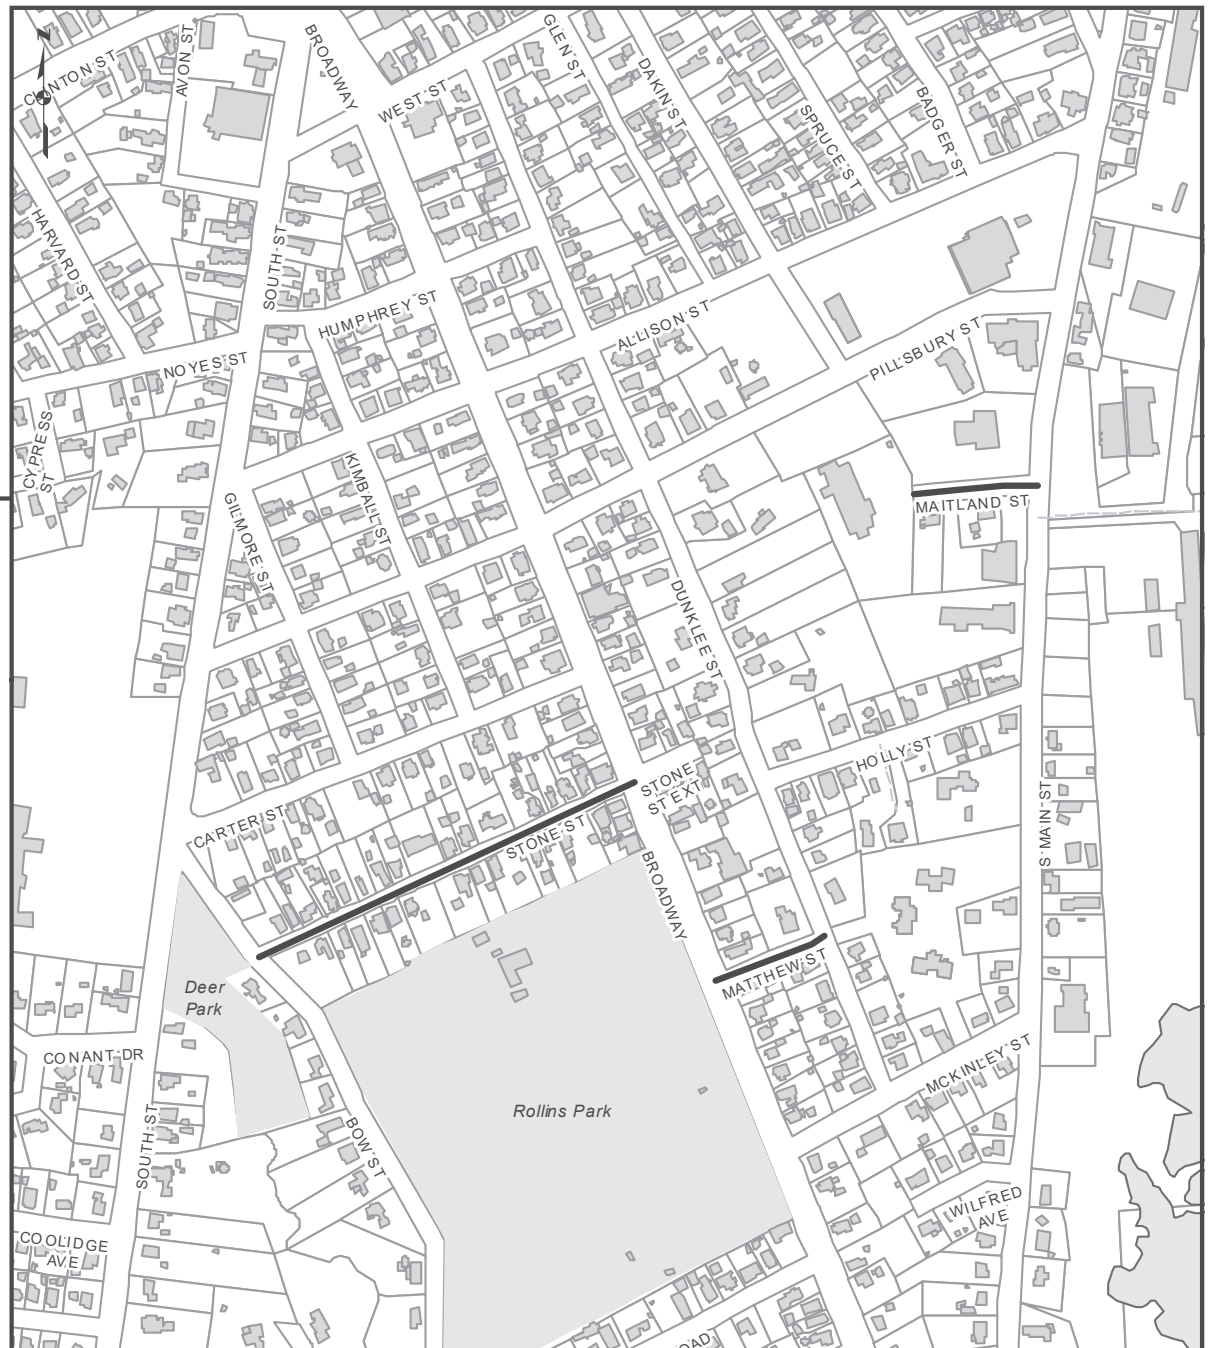 N
CLINTON ST
AVON ST
BROADWAY
WEST ST
GLEN ST
DAKIN ST
SPRUCE ST
BADGER ST
HARVARD ST
SOUTH ST
HUMPHREY ST
NOYES ST
ALLISON ST
PILLSBURY ST
CYPRESS
ST
GILMORE ST
KIMBALL ST
MAITLAND ST
DUNKLEE ST
HOLLY ST
STONE
ST EXT
S MAIN ST
CARTER ST
STONE ST
BROADWAY
MATTHEW ST
Deer
Park
CONANT DR
MCKINLEY ST
Rollins Park
SOUTH ST
BOW ST
WILFRED
AVE
COOLIDGE
AVE